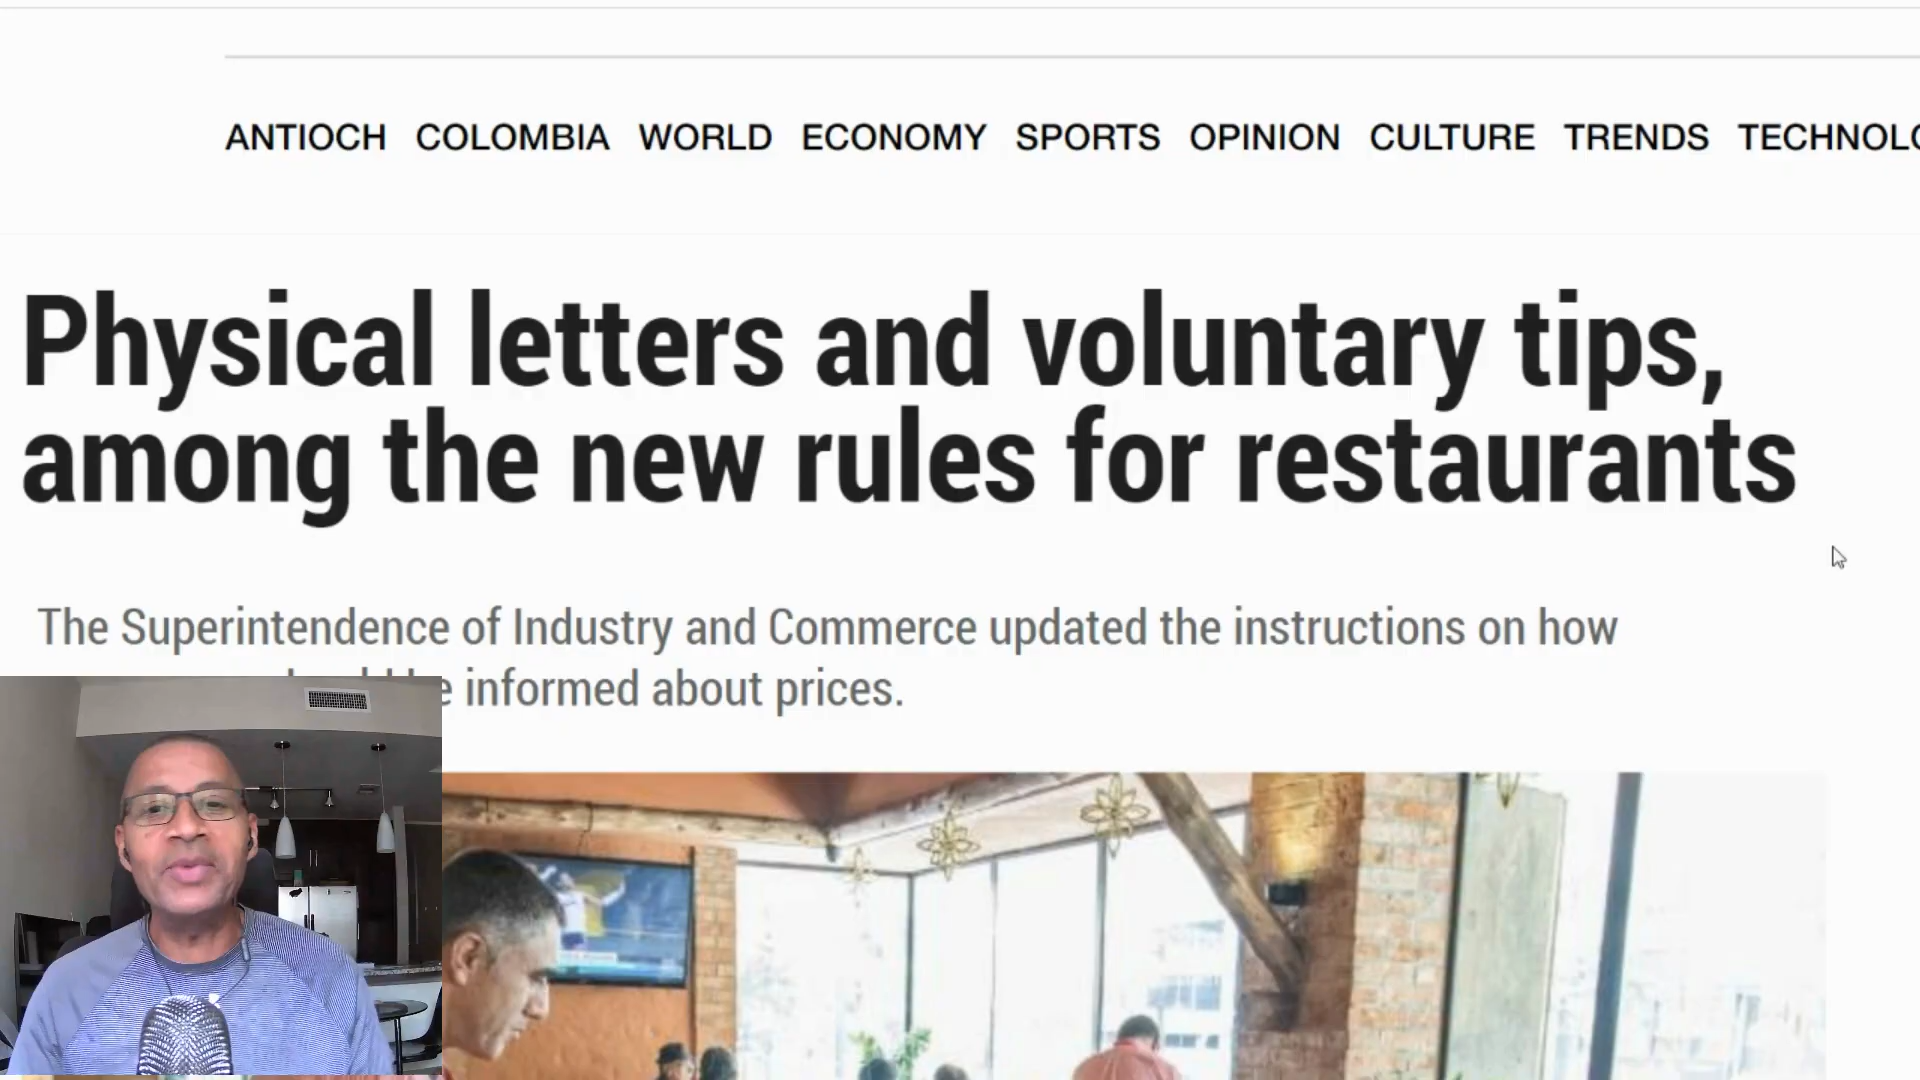 ANTIOCH COLOMBIA WORLD ECONOMY SPORTS OPINION CULTURE TRENDS TECHNOLO
Physical letters and voluntary tips,
among the new rules for restaurants
The Superintendence of Industry and Commerce updated the instructions on how
informed about prices.